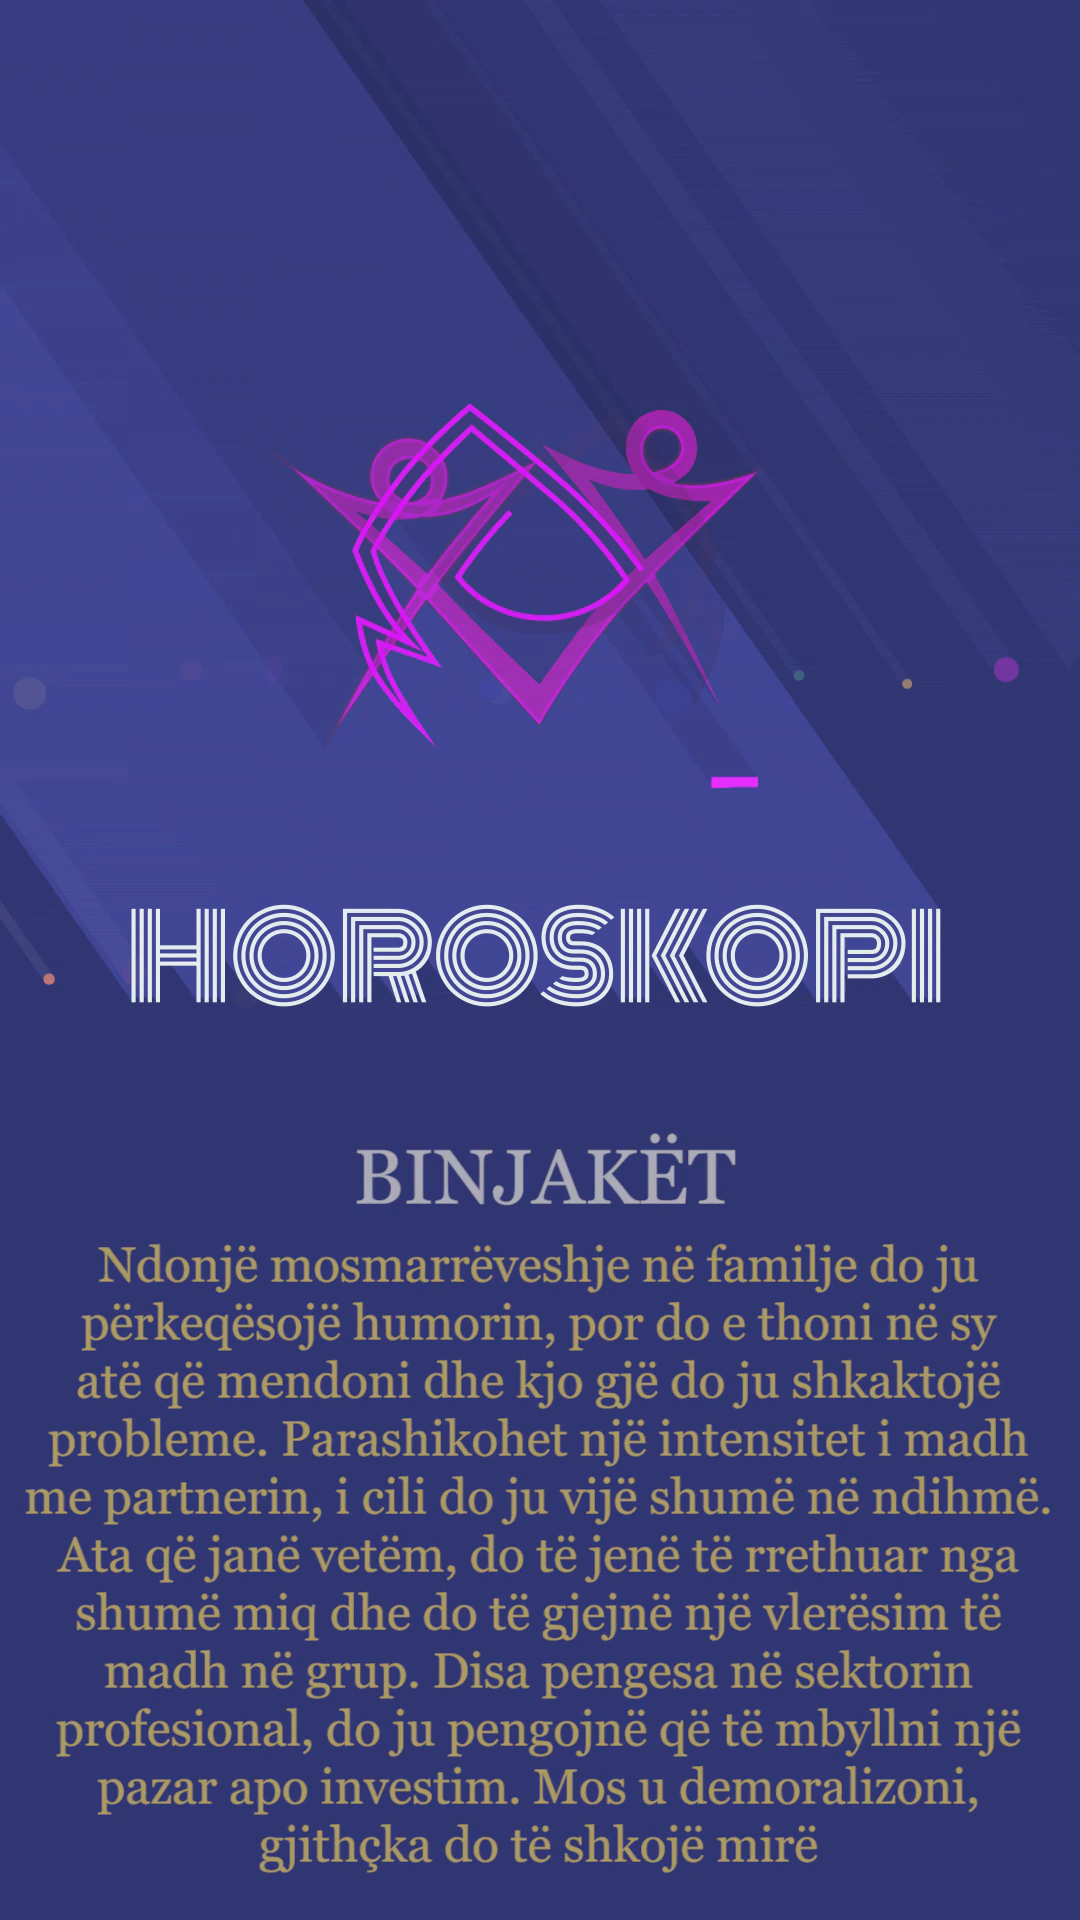 HOROSKOPI
BINJAKËT
Ndonjë mosmarrëveshje në familje do ju
përkeqësojë humorin, por do e thoni në sy
atë që mendoni dhe kjo gjë do ju shkaktojë
probleme. Parashikohet një intensitet i madh
me partnerin, i cili do ju vijë shumë në ndihmë.
Ata që janë vetëm, do të jenë të rrethuar nga
shumë miq dhe do të gjejnë një vlerësim të
madh në grup. Disa pengesa në sektorin
profesional, do ju pengojnë që të mbyllni një
pazar apo investim. Mos u demoralizoni,
gjithçka do të shkojë mirë